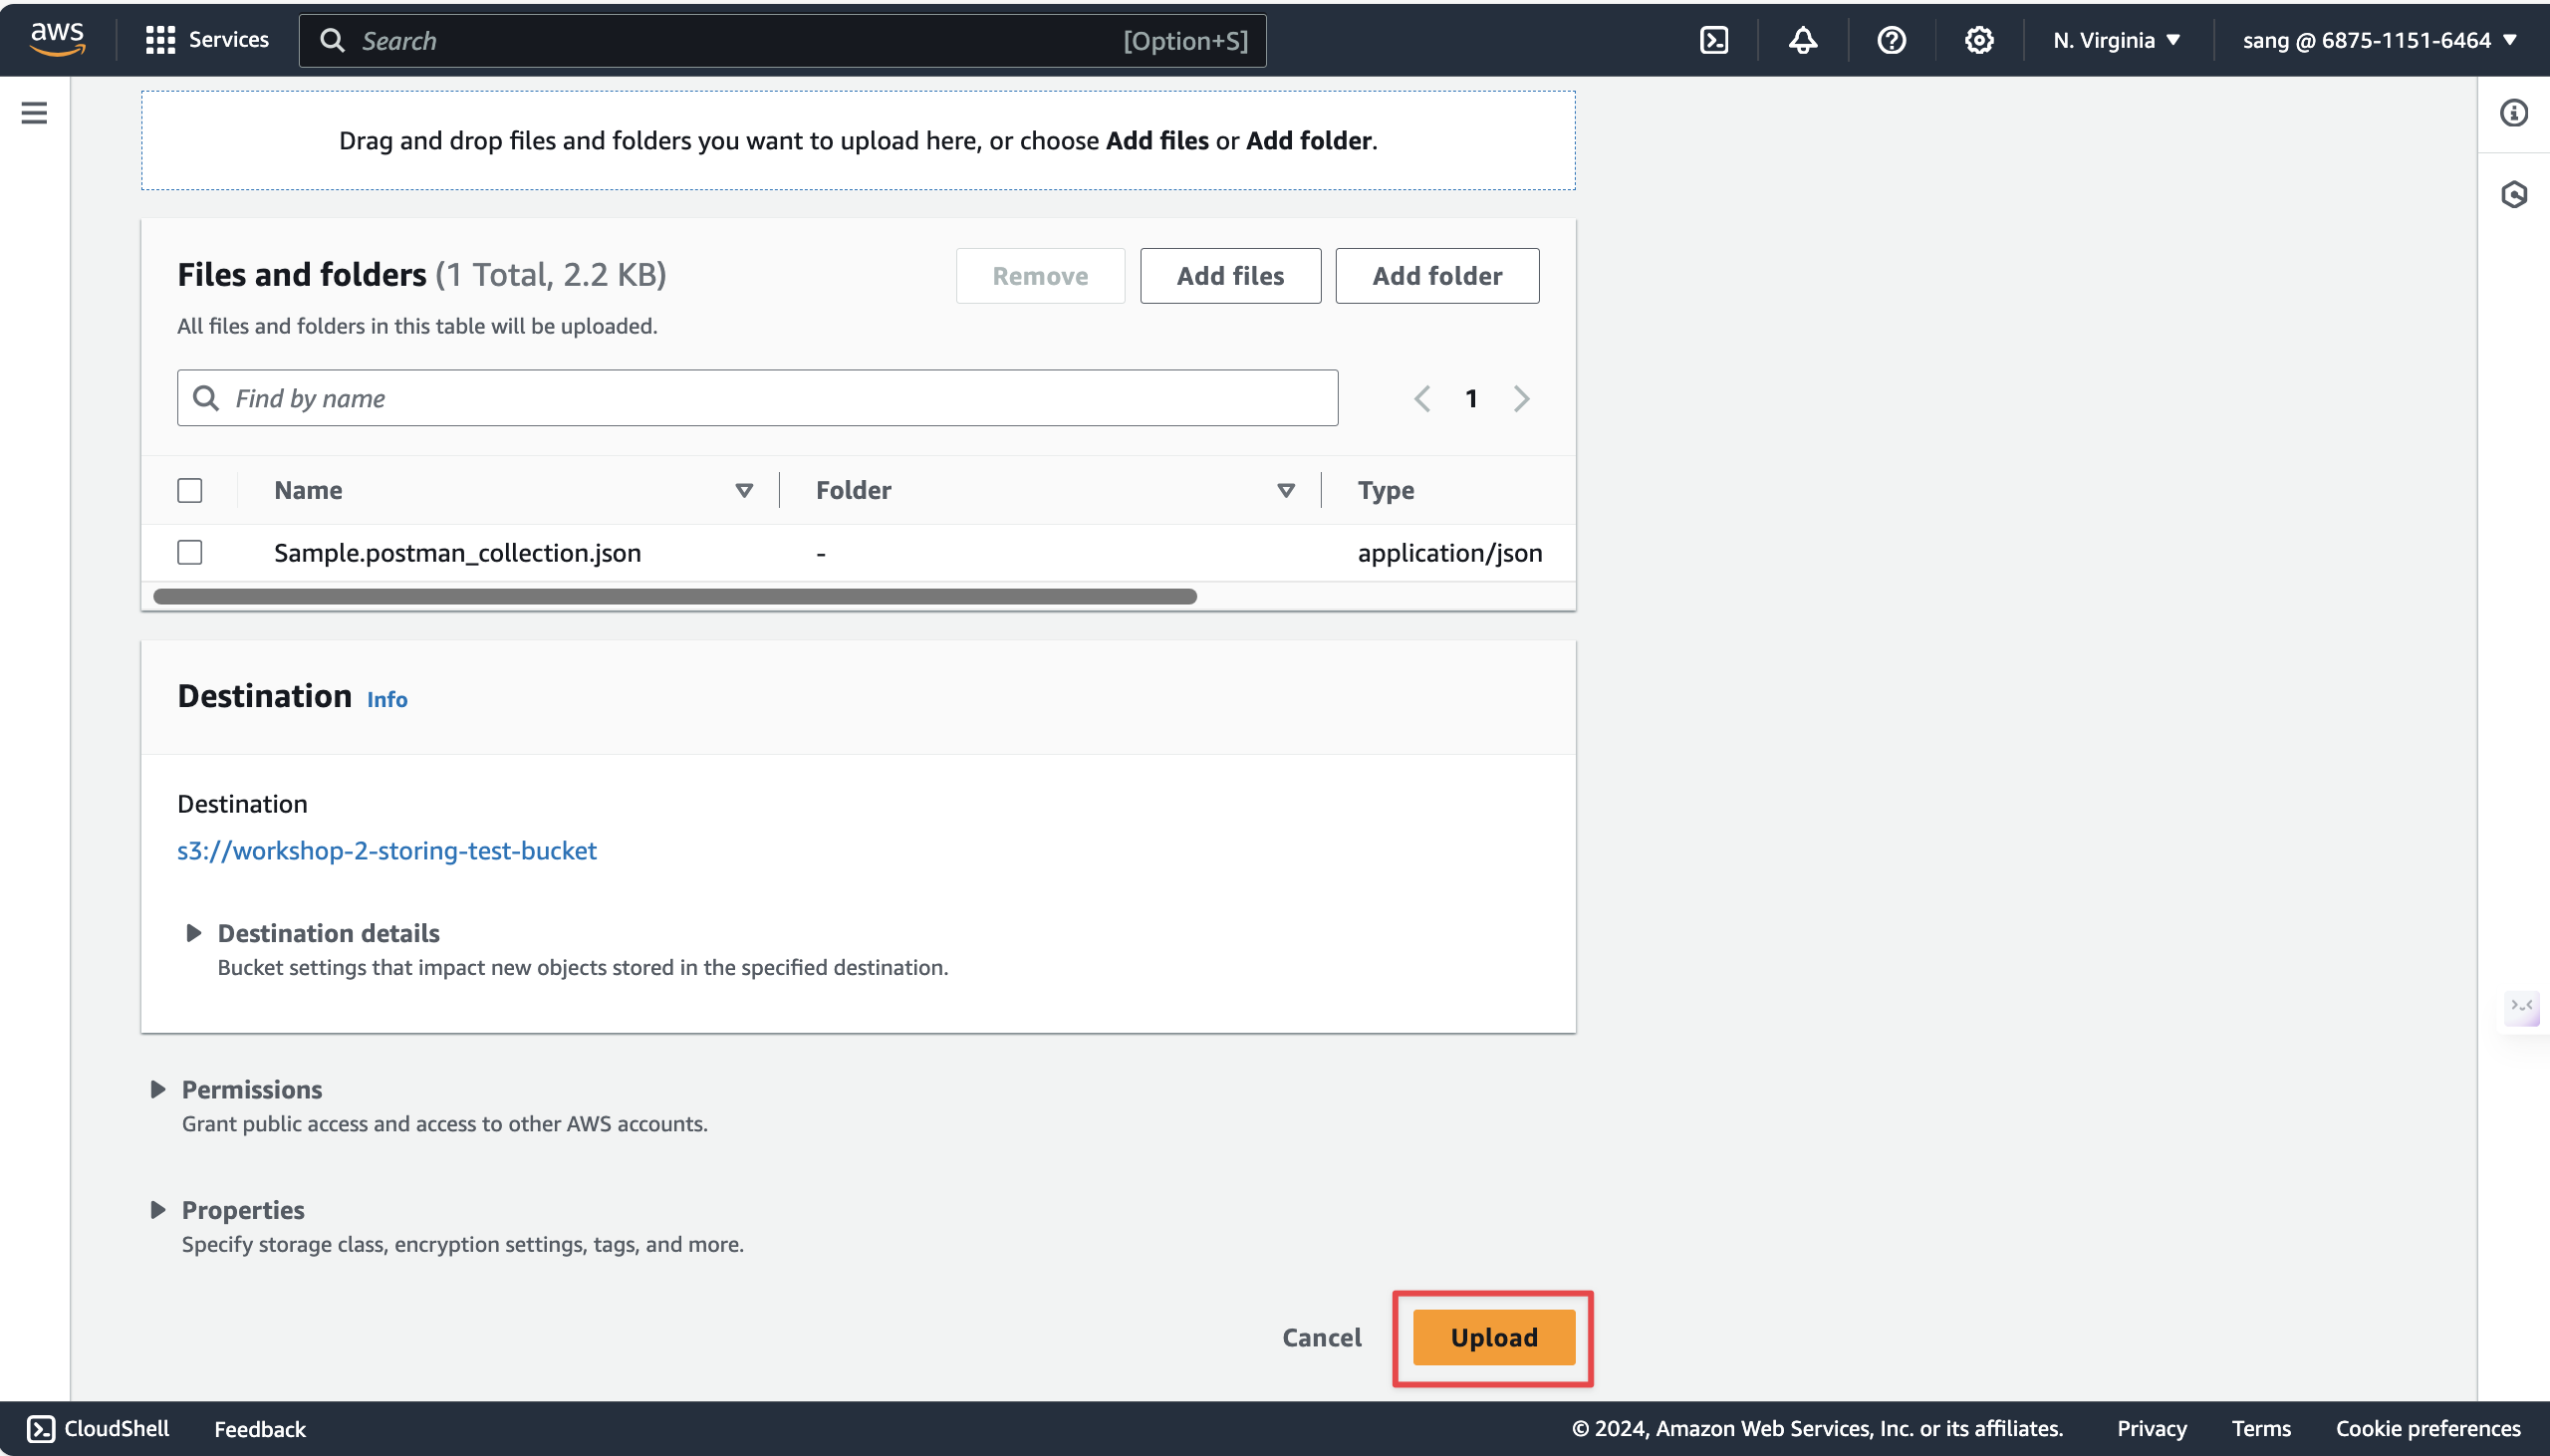 aws Services Search [Option+S] N. Virginia sang @ 6875-1151-6464
Drag and drop files and folders you want to upload here, or choose Add files or Add folder.
Files and folders (1 Total, 2.2 KB) Remove Add files Add folder
All files and folders in this table will be uploaded.
Find by name 1
Name Folder Type
Sample.postman_collection.json - application/json
Destination Info
Destination
s3://workshop-2-storing-test-bucket
Destination details
Bucket settings that impact new objects stored in the specified destination.
Permissions
Grant public access and access to other AWS accounts.
Properties
Specify storage class, encryption settings, tags, and more.
Cancel Upload
CloudShell Feedback © 2024, Amazon Web Services, Inc. or its affiliates. Privacy Terms Cookie preferences